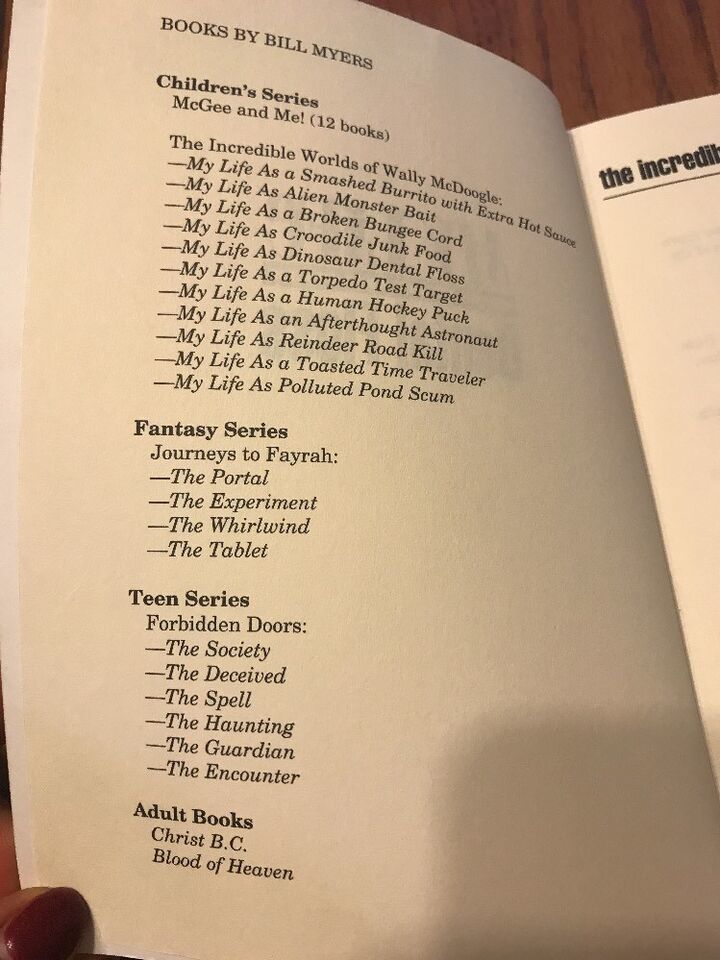 BOOKS BY BILL MYERS
Children's Series
McGee and Me! (12 books)
The Incredible Worlds of Wally McDoogle:
—My Life As a Smashed Burrito with Extra Hot Sauce
—My Life As Alien Monster Bait
—My Life As a Broken Bungee Cord
—My Life As Crocodile Junk Food
—My Life As Dinosaur Dental Floss
—My Life As a Torpedo Test Target
—My Life As a Human Hockey Puck
—My Life As an Afterthought Astronaut
—My Life As Reindeer Road Kill
—My Life As a Toasted Time Traveler
—My Life As Polluted Pond Scum
Fantasy Series
Journeys to Fayrah:
—The Portal
—The Experiment
—The Whirlwind
—The Tablet
Teen Series
Forbidden Doors:
—The Society
—The Deceived
—The Spell
—The Haunting
—The Guardian
—The Encounter
Adult Books
Christ B.C.
Blood of Heaven
the incredib